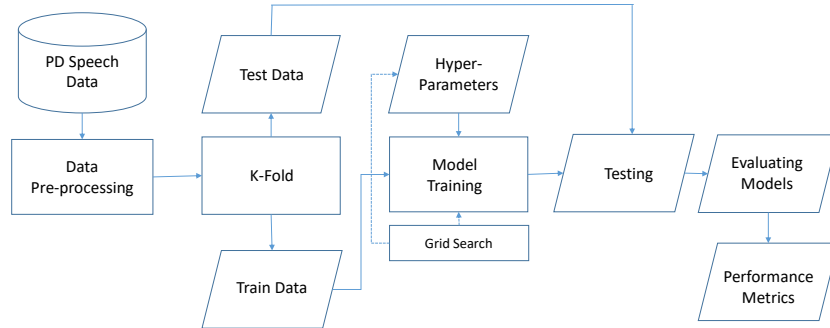 PD Speech
Data
Data
Pre-processing
Test Data
K-Fold
Train Data
Hyper-
Parameters
Model
Training
Grid Search
Testing
Evaluating
Models
Performance
Metrics